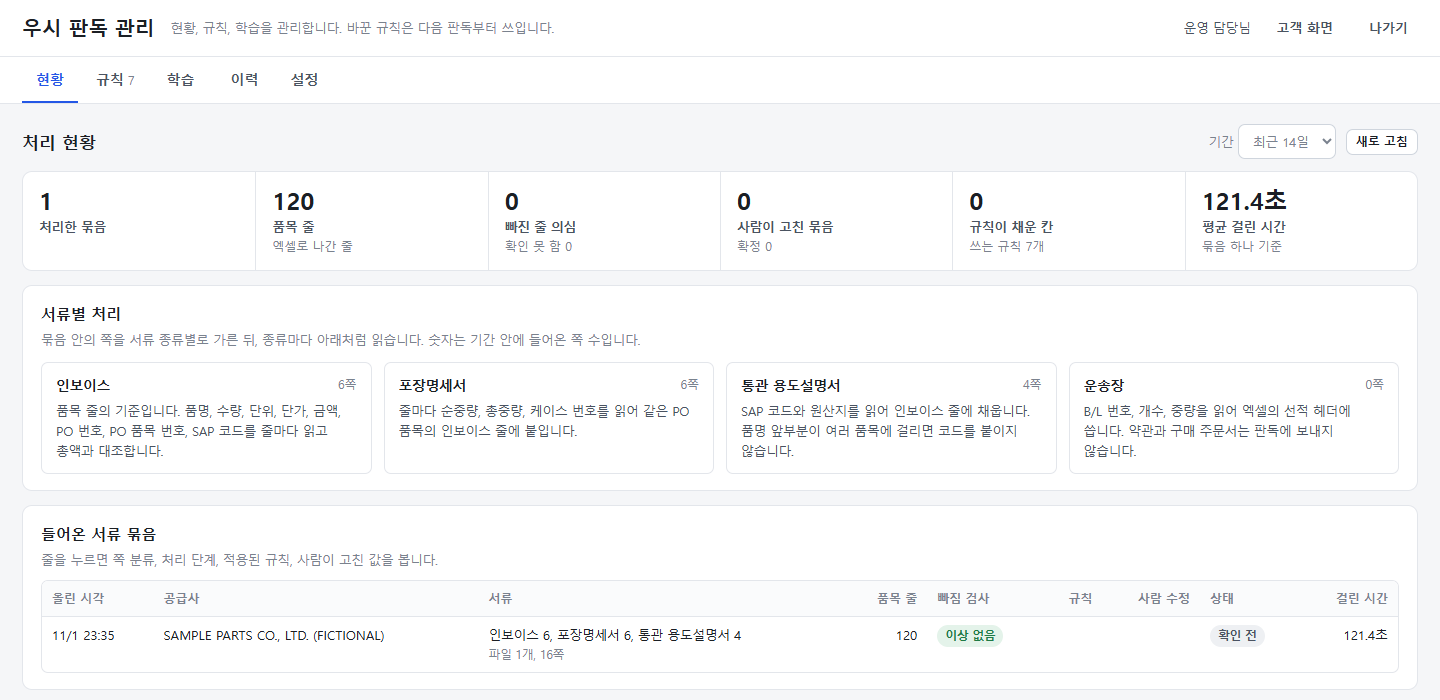 우시 판독 관리
현황, 규칙, 학습을 관리합니다. 바꾼 규칙은 다음 판독부터 쓰입니다.
운영 담당님
고객 화면
나가기
현황
규칙 7
학습
이력
설정
처리 현황
기간
최근 14일
새로 고침
1
처리한 묶음
120
품목 줄
엑셀로 나간 줄
0
빠진 줄 의심
확인 못 함 0
0
사람이 고친 묶음
확정 0
0
규칙이 채운 칸
쓰는 규칙 7개
121.4초
평균 걸린 시간
묶음 하나 기준
서류별 처리
묶음 안의 쪽을 서류 종류별로 가른 뒤, 종류마다 아래처럼 읽습니다. 숫자는 기간 안에 들어온 쪽 수입니다.
인보이스
6쪽
품목 줄의 기준입니다. 품명, 수량, 단위, 단가, 금액,
PO 번호, PO 품목 번호, SAP 코드를 줄마다 읽고
총액과 대조합니다.
포장명세서
6쪽
줄마다 순중량, 총중량, 케이스 번호를 읽어 같은 PO
품목의 인보이스 줄에 붙입니다.
통관 용도설명서
4쪽
SAP 코드와 원산지를 읽어 인보이스 줄에 채웁니다.
품명 앞부분이 여러 품목에 걸리면 코드를 붙이지
않습니다.
운송장
0쪽
B/L 번호, 개수, 중량을 읽어 엑셀의 선적 헤더에
씁니다. 약관과 구매 주문서는 판독에 보내지
않습니다.
들어온 서류 묶음
줄을 누르면 쪽 분류, 처리 단계, 적용된 규칙, 사람이 고친 값을 봅니다.
올린 시각
공급사
서류
품목 줄
빠짐 검사
규칙
사람 수정
상태
걸린 시간
11/1 23:35
SAMPLE PARTS CO., LTD. (FICTIONAL)
인보이스 6, 포장명세서 6, 통관 용도설명서 4
파일 1개, 16쪽
120
이상 없음
확인 전
121.4초